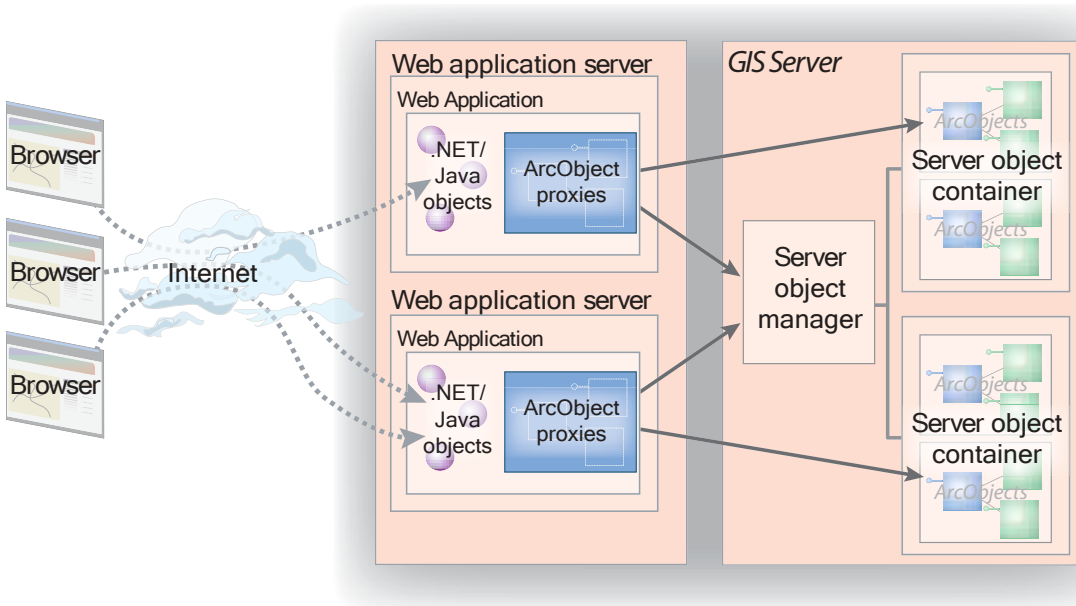 Browser
Browser
Browser
Internet
Web application server
Web Application
.NET/
Java
objects
ArcObject
proxies
Web application server
Web Application
.NET/
Java
objects
ArcObject
proxies
GIS Server
Server
object
manager
ArcObjects
Server object
container
ArcObjects
ArcObjects
Server object
container
ArcObjects